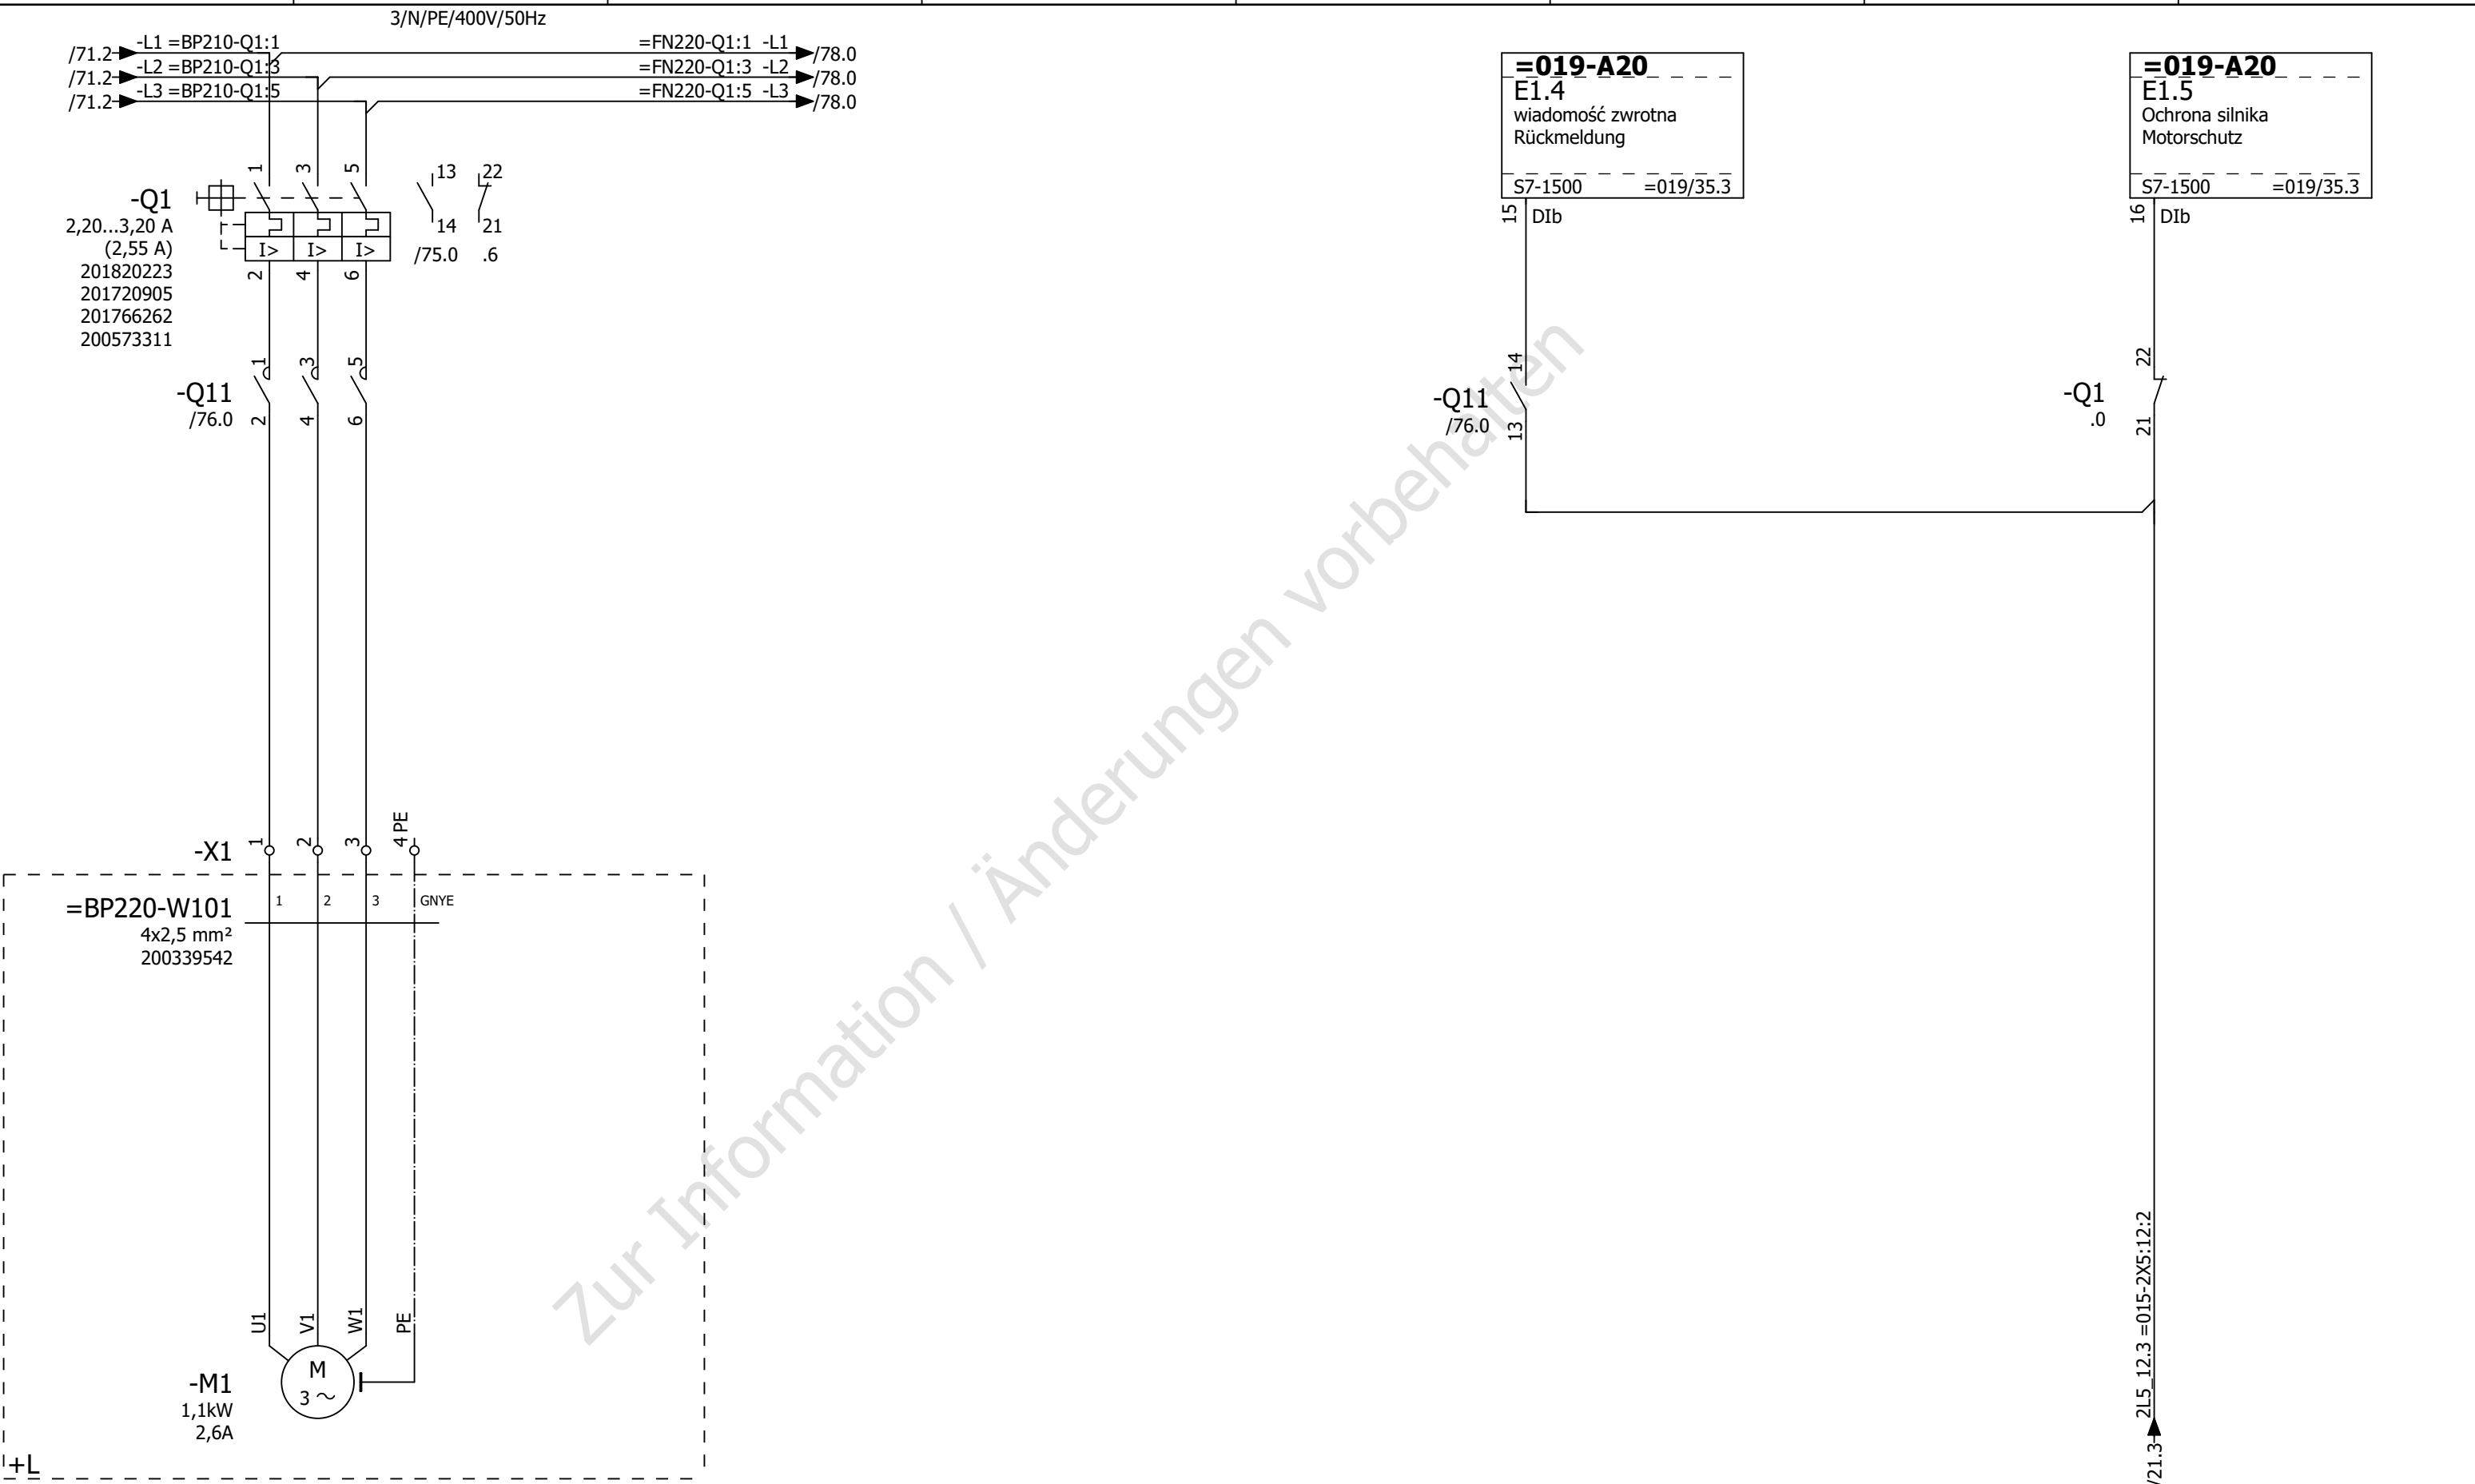 3/N/PE/400V/50Hz
/71.2 -L1 =BP210-Q1:1 =FN220-Q1:1 -L1 /78.0
/71.2 -L2 =BP210-Q1:3 =FN220-Q1:3 -L2 /78.0
/71.2 -L3 =BP210-Q1:5 =FN220-Q1:5 -L3 /78.0
=019-A20
E1.4
wiadomość zwrotna
Rückmeldung
S7-1500 =019/35.3
15 DIb
=019-A20
E1.5
Ochrona silnika
Motorschutz
S7-1500 =019/35.3
16 DIb
-Q1
2,20...3,20 A
(2,55 A)
201820223
201720905
201766262
200573311
1 3 5
I> I> I>
2 4 6
13 22
14 21
/75.0 .6
-Q11
/76.0
1 3 5
2 4 6
-Q11
/76.0
14
13
-Q1
.0
22
21
-X1
1 2 3 4 PE
=BP220-W101
4x2,5 mm²
200339542
1 2 3 GNYE
U1 V1 W1 PE
-M1
1,1kW
2,6A
M
3 ~
+L
2L5_12.3 =015-2X5:12:2
/21.3
Zur Information / Änderungen vorbehalten